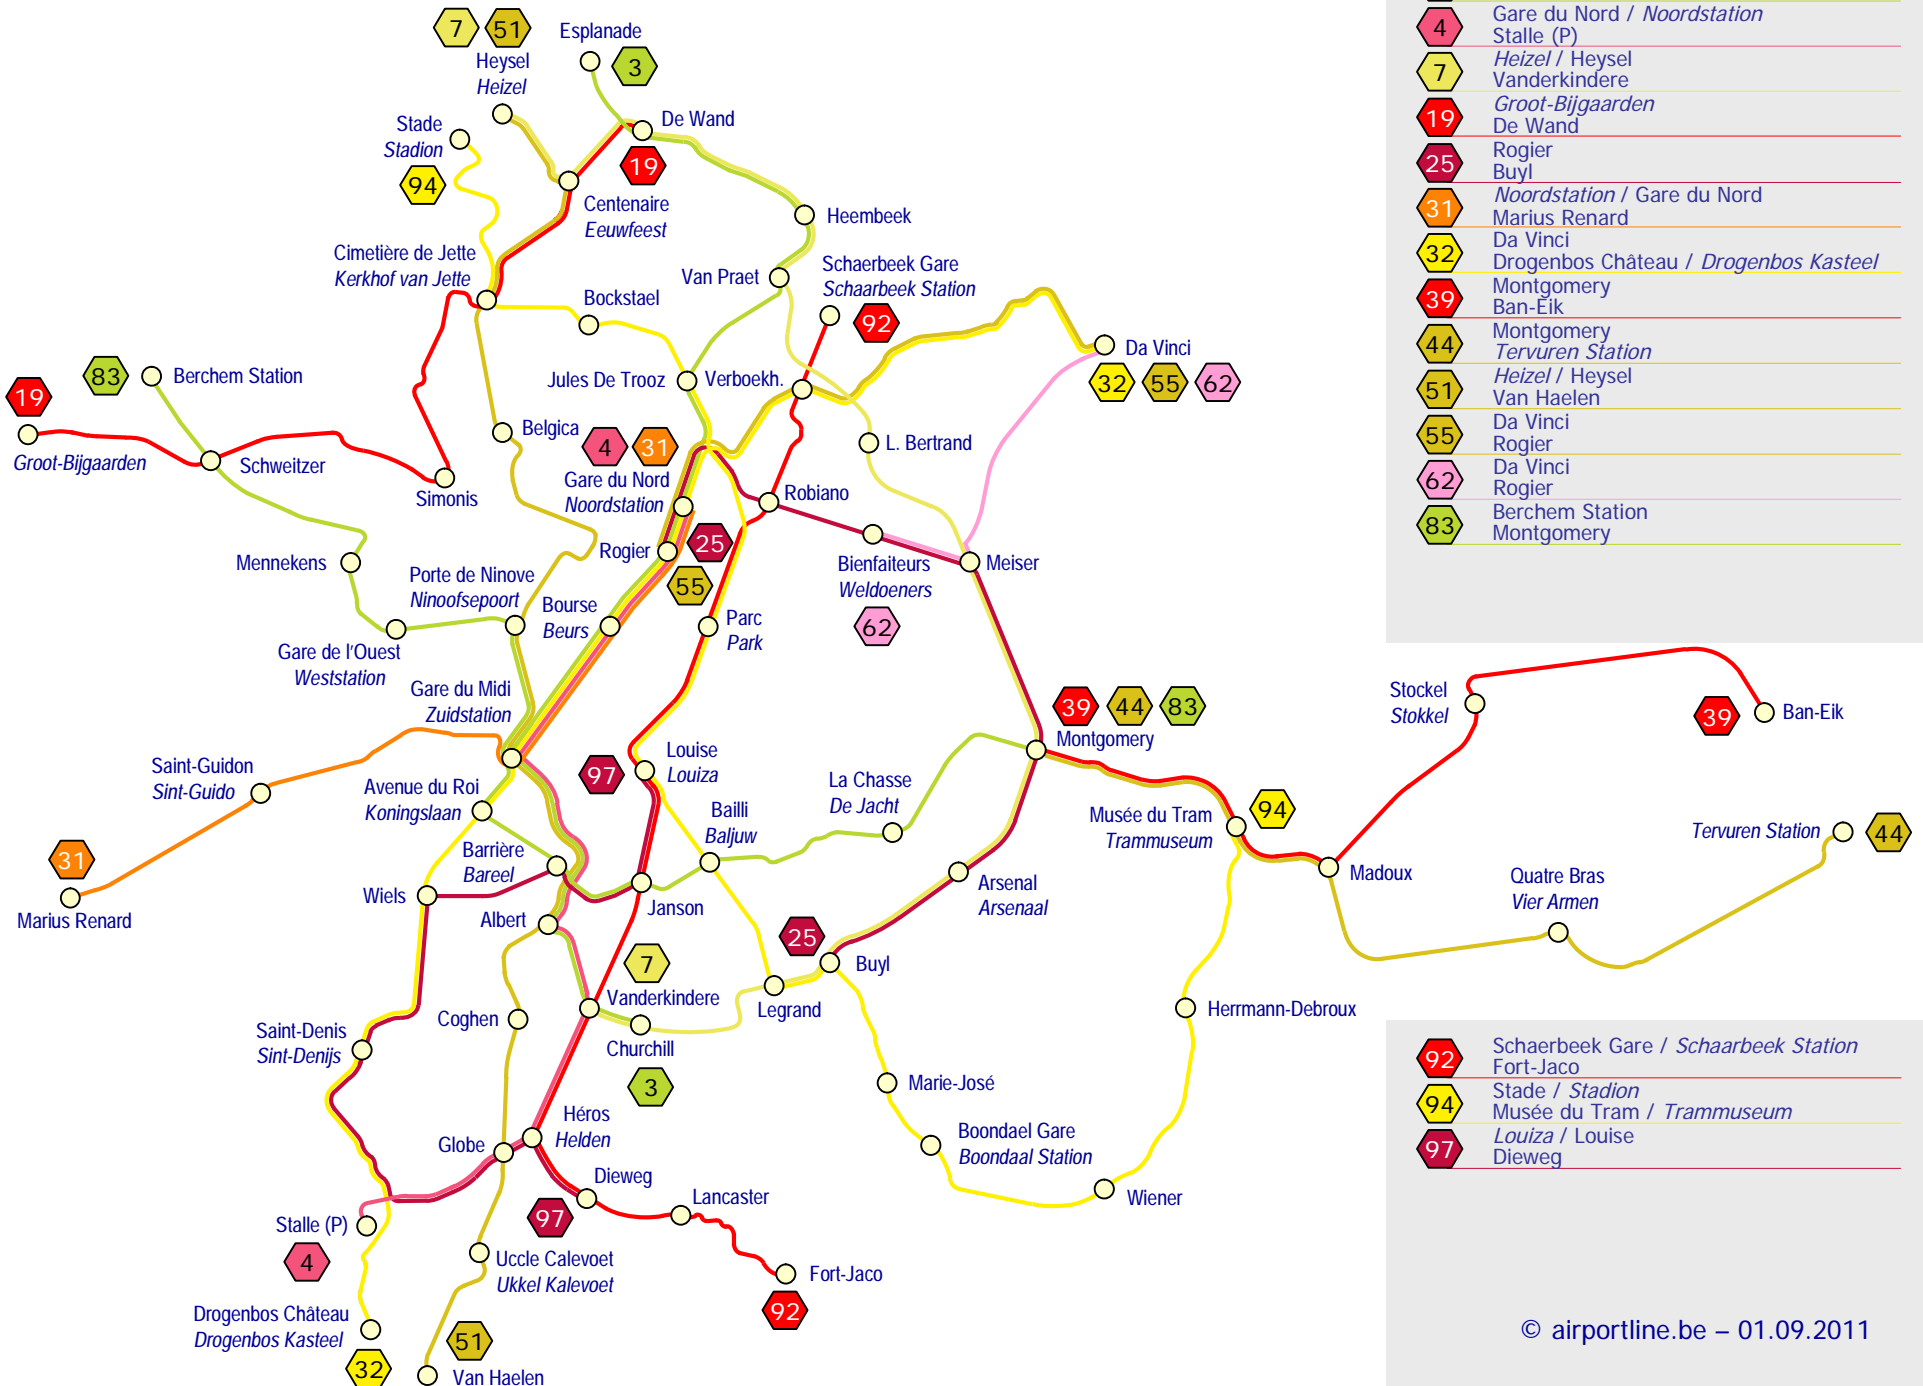 7
51
Esplanade
3
Heysel
Heizel
De Wand
Stade
Stadion
94
19
Centenaire
Eeuwfeest
Heembeek
Cimetière de Jette
Kerkhof van Jette
Van Praet
Schaerbeek Gare
Schaarbeek Station
92
Bockstael
Da Vinci
32
55
62
83
Berchem Station
Jules De Trooz
Verboekh.
19
Groot-Bijgaarden
Schweitzer
Simonis
Belgica
4
31
Gare du Nord
Noordstation
L. Bertrand
Robiano
Rogier
25
55
Bienfaiteurs
Weldoeners
62
Meiser
Mennekens
Porte de Ninove
Ninoofsepoort
Bourse
Beurs
Parc
Park
Gare de l'Ouest
Weststation
Gare du Midi
Zuidstation
39
44
83
Montgomery
Stockel
Stokkel
39
Ban-Eik
Saint-Guidon
Sint-Guido
Avenue du Roi
Koningslaan
97
Louise
Louiza
La Chasse
De Jacht
Bailli
Baljuw
Musée du Tram
Trammuseum
94
Tervuren Station
44
31
Marius Renard
Barrière
Bareel
Wiels
Albert
Janson
Arsenal
Arsenaal
Madoux
Quatre Bras
Vier Armen
25
Buyl
7
Vanderkindere
Legrand
Herrmann-Debroux
Coghen
Saint-Denis
Sint-Denijs
Churchill
3
Marie-José
Héros
Helden
Globe
Boondael Gare
Boondaal Station
Dieweg
97
Lancaster
Wiener
Stalle (P)
4
Uccle Calevoet
Ukkel Kalevoet
Fort-Jaco
92
Drogenbos Château
Drogenbos Kasteel
32
51
Van Haelen
4
Gare du Nord / Noordstation
Stalle (P)
7
Heizel / Heysel
Vanderkindere
19
Groot-Bijgaarden
De Wand
25
Rogier
Buyl
31
Noordstation / Gare du Nord
Marius Renard
32
Da Vinci
Drogenbos Château / Drogenbos Kasteel
39
Montgomery
Ban-Eik
44
Montgomery
Tervuren Station
51
Heizel / Heysel
Van Haelen
55
Da Vinci
Rogier
62
Da Vinci
Rogier
83
Berchem Station
Montgomery
92
Schaerbeek Gare / Schaarbeek Station
Fort-Jaco
94
Stade / Stadion
Musée du Tram / Trammuseum
97
Louiza / Louise
Dieweg
© airportline.be – 01.09.2011